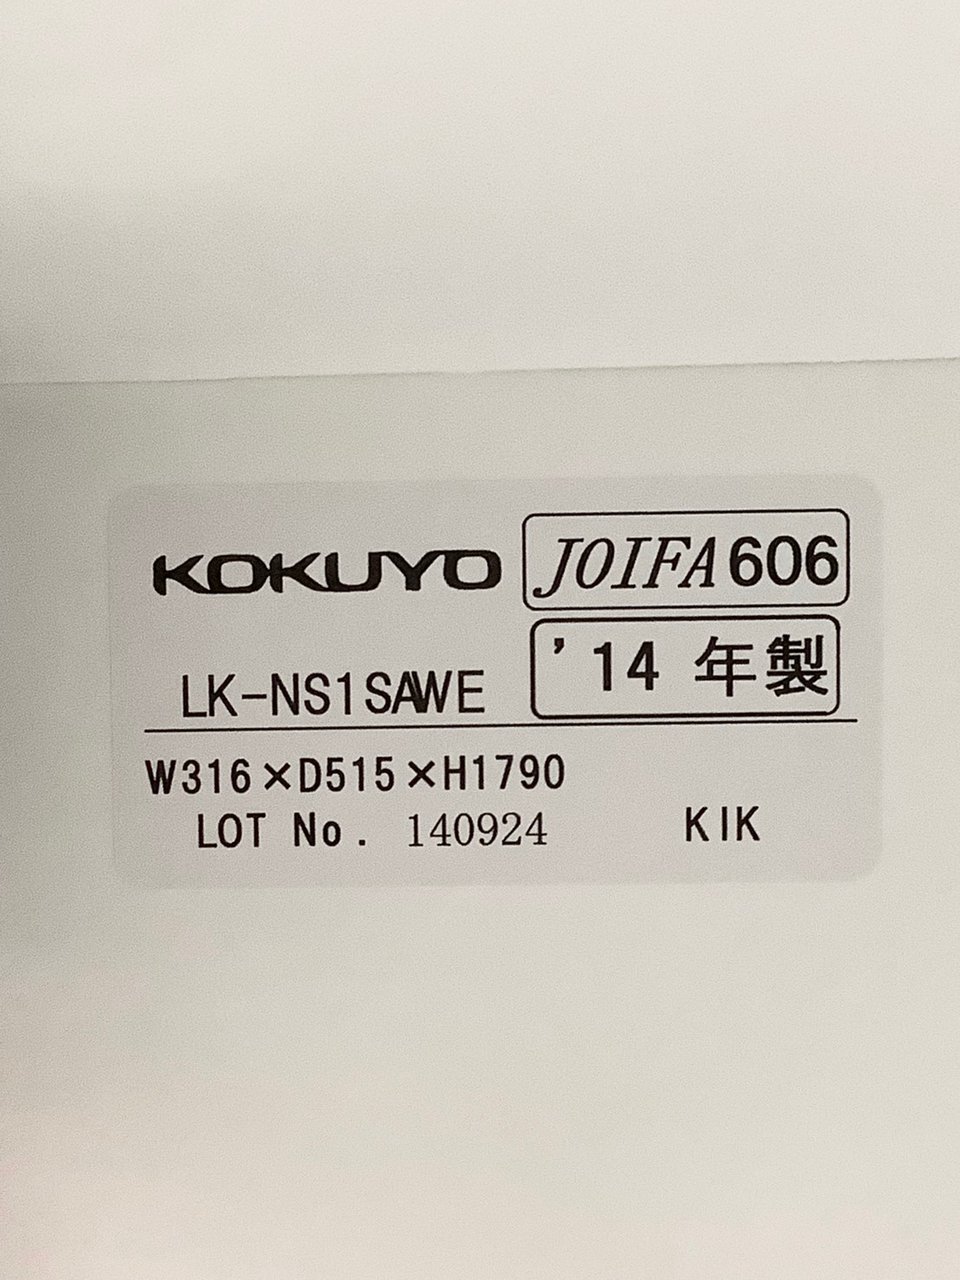 KOKUYO JOIFA606
LK-NS1SAWE '14 年製
W316×D515×H1790
LOT No. 140924 KIK